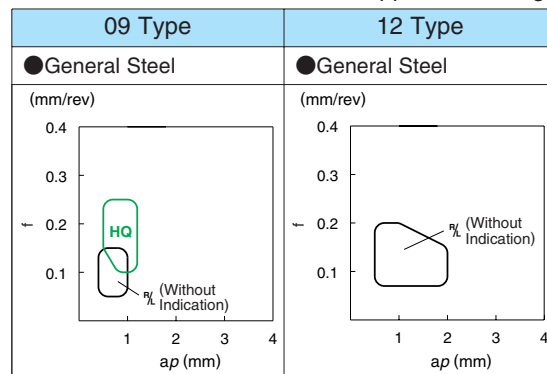 09 Type
12 Type
●General Steel
●General Steel
(mm/rev)
0.4
0.3
f
0.2
0.1
HQ
R/L (Without
Indication)
1 2 3 4
ap (mm)
(mm/rev)
0.4
0.3
f
0.2
0.1
R/L (Without
Indication)
1 2 3 4
ap (mm)